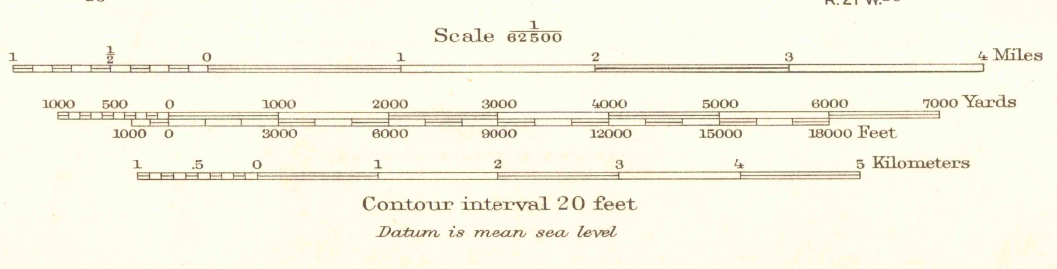 R. 21 W.
Scale 1/62500
1 1/2 0 1 2 3 4 Miles
1000 500 0 1000 2000 3000 4000 5000 6000 7000 Yards
1000 0 3000 6000 9000 12000 15000 18000 Feet
1 .5 0 1 2 3 4 5 Kilometers
Contour interval 20 feet
Datum is mean sea level